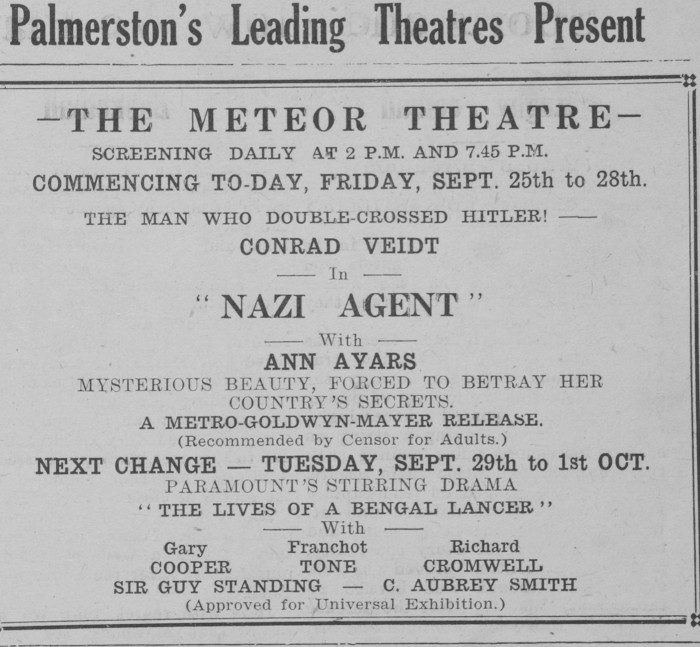 Palmerston's Leading Theatres Present
—THE METEOR THEATRE—
SCREENING DAILY AT 2 P.M. AND 7.45 P.M.
COMMENCING TO-DAY, FRIDAY, SEPT. 25th to 28th.
THE MAN WHO DOUBLE-CROSSED HITLER! ——
CONRAD VEIDT
—— In ——
"NAZI AGENT"
—— With ——
ANN AYARS
MYSTERIOUS BEAUTY, FORCED TO BETRAY HER
COUNTRY'S SECRETS.
A METRO-GOLDWYN-MAYER RELEASE.
(Recommended by Censor for Adults.)
NEXT CHANGE — TUESDAY, SEPT. 29th to 1st OCT.
PARAMOUNT'S STIRRING DRAMA
"THE LIVES OF A BENGAL LANCER"
—— With ——
Gary Franchot Richard
COOPER TONE CROMWELL
SIR GUY STANDING — C. AUBREY SMITH
(Approved for Universal Exhibition.)